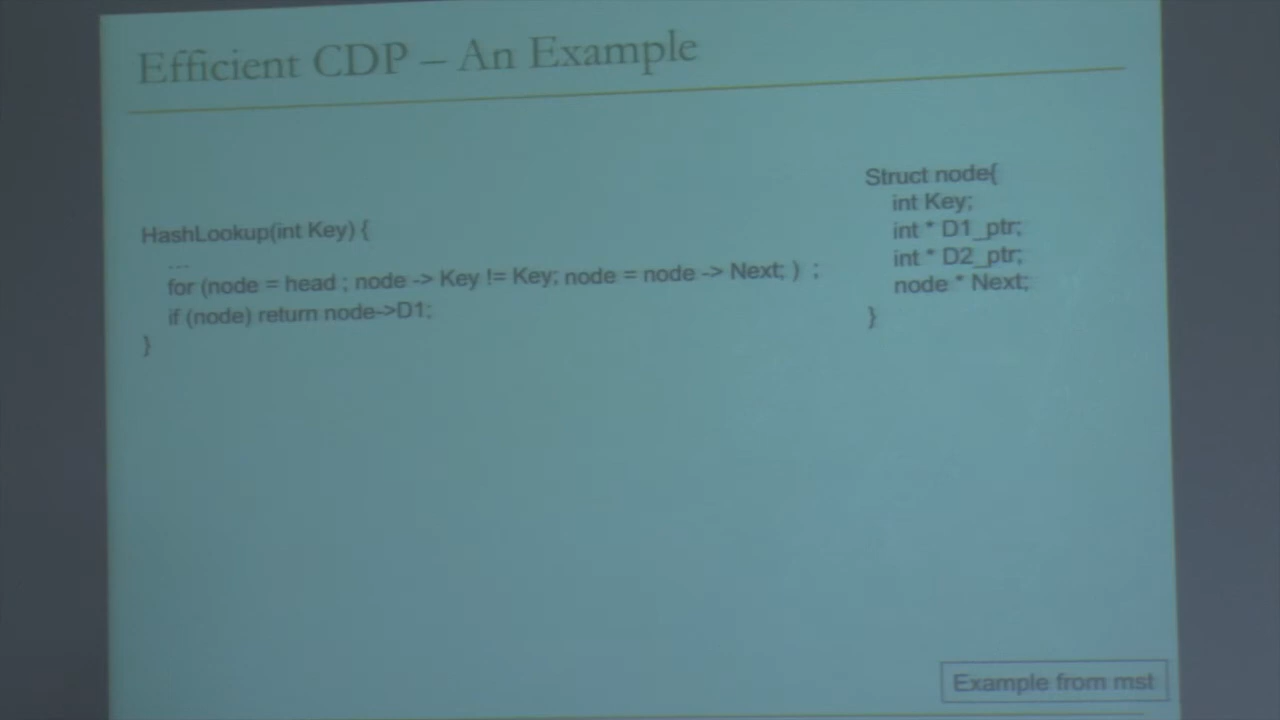 Efficient CDP – An Example
HashLookup(int Key) {
...
for (node = head ; node -> Key != Key; node = node -> Next; ) ;
if (node) return node->D1;
}
Struct node{
int Key;
int * D1_ptr;
int * D2_ptr;
node * Next;
}
Example from mst